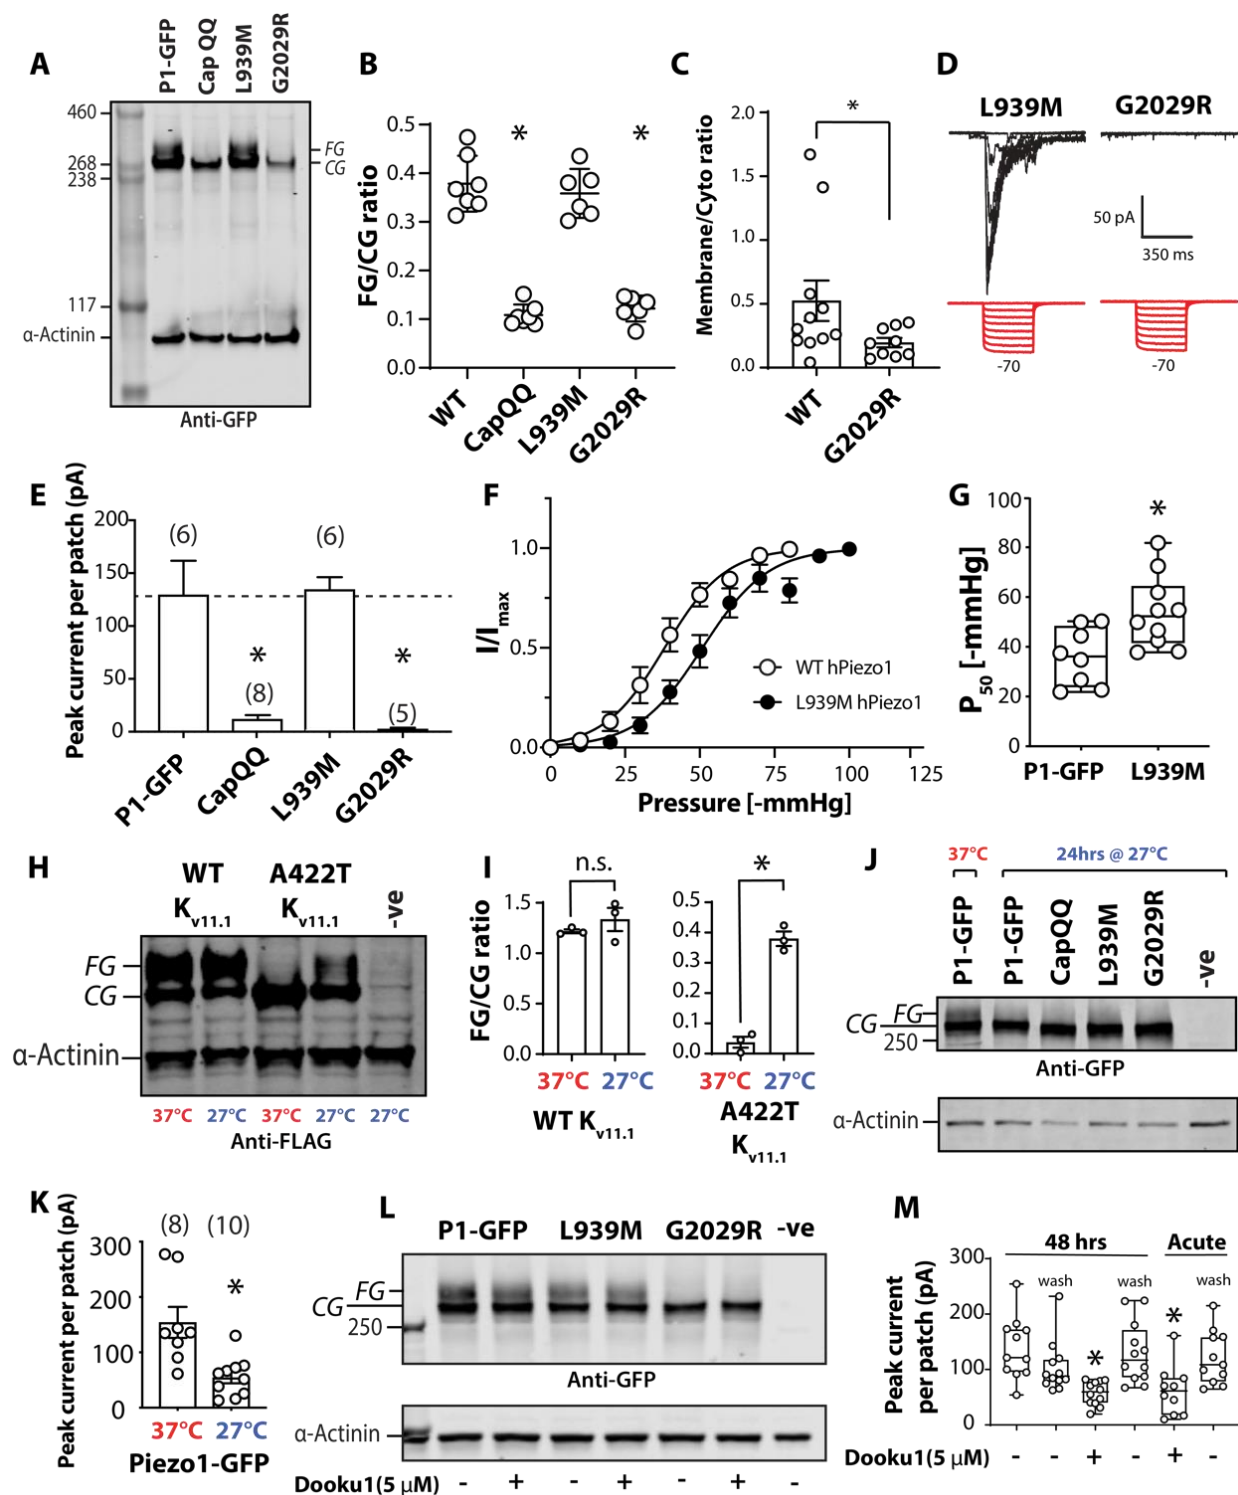 A
P1-GFP
Cap QQ
L939M
G2029R
460
268
238
117
FG
CG
α-Actinin
Anti-GFP
B
FG/CG ratio
0.5
0.4
0.3
0.2
0.1
0.0
*
*
WT
CapQQ
L939M
G2029R
C
Membrane/Cyto ratio
2.0
1.5
1.0
0.5
0.0
*
WT
G2029R
D
L939M
G2029R
50 pA
350 ms
-70
-70
E
Peak current per patch (pA)
200
150
100
50
0
(6)
*
(8)
(6)
*
(5)
P1-GFP
CapQQ
L939M
G2029R
F
I/Imax
1.0
0.5
0.0
WT hPiezo1
L939M hPiezo1
0 25 50 75 100 125
Pressure [-mmHg]
G
P50 [-mmHg]
100
80
60
40
20
0
*
P1-GFP L939M
H
WT A422T
Kv11.1 Kv11.1 -ve
FG
CG
α-Actinin
37°C 27°C 37°C 27°C 27°C
Anti-FLAG
I
FG/CG ratio
1.5
1.0
0.5
0.0
n.s.
37°C 27°C
WT Kv11.1
0.5
0.4
0.3
0.2
0.1
0.0
*
37°C 27°C
A422T
Kv11.1
J
37°C 24hrs @ 27°C
P1-GFP
P1-GFP
CapQQ
L939M
G2029R
-ve
FG
CG
250
Anti-GFP
α-Actinin
K
Peak current per patch (pA)
(8) (10)
300
200
100
0
*
37°C 27°C
Piezo1-GFP
L
P1-GFP L939M G2029R -ve
FG
CG
250
Anti-GFP
α-Actinin
Dooku1(5 μM) - + - + - + -
M
Peak current
per patch (pA)
48 hrs Acute
300
200
100
0
wash
*
wash
*
wash
Dooku1(5 μM) - - + - + -